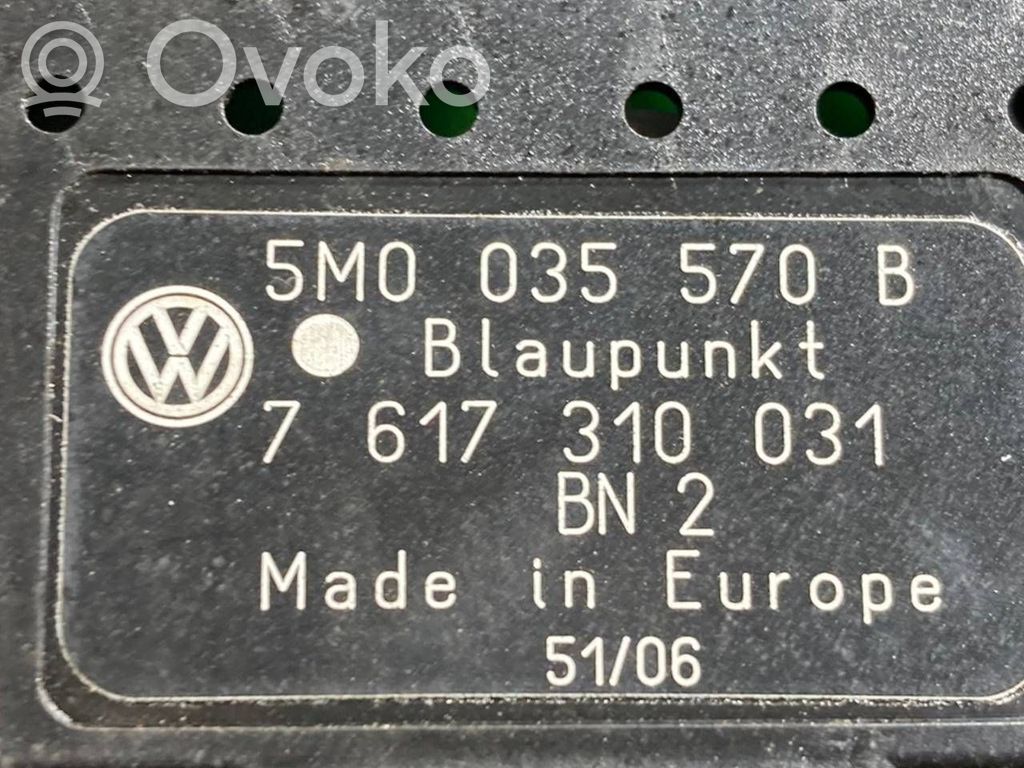 Ovoko
5M0 035 570 B
Blaupunkt
7 617 310 031
BN 2
Made in Europe
51/06